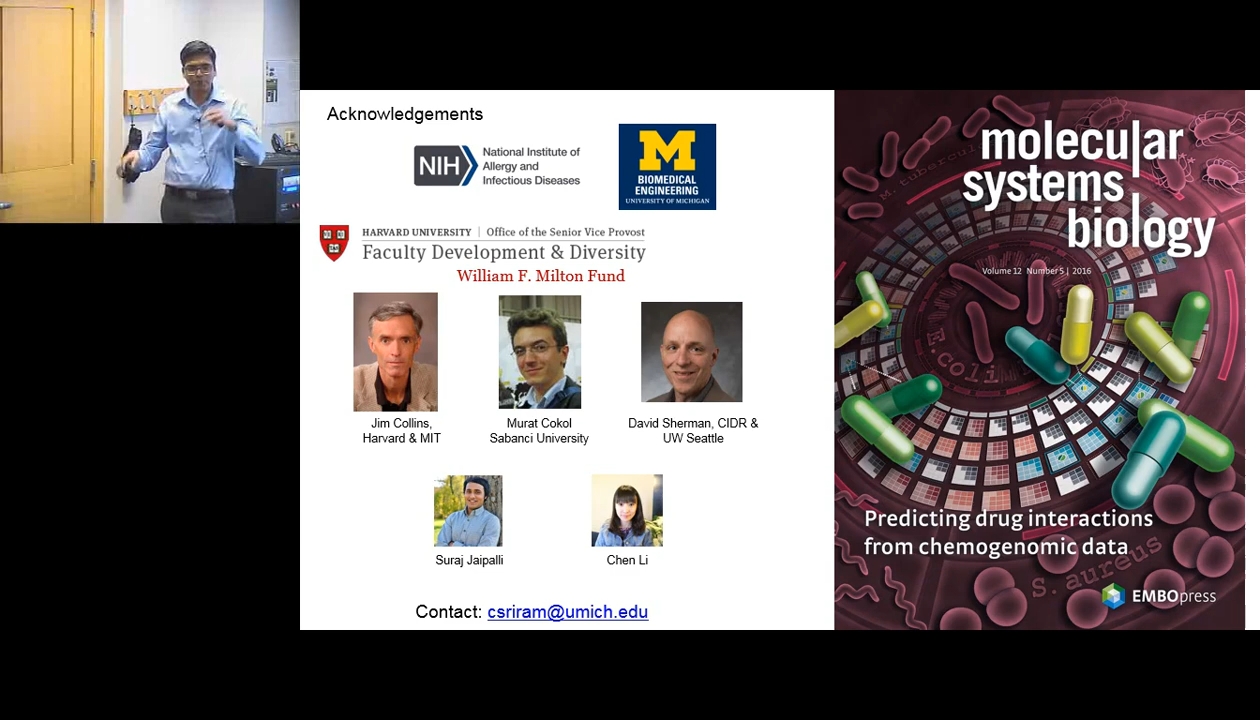 Acknowledgements
NIH
National Institute of
Allergy and
Infectious Diseases
M
BIOMEDICAL
ENGINEERING
UNIVERSITY OF MICHIGAN
HARVARD UNIVERSITY | Office of the Senior Vice Provost
Faculty Development & Diversity
William F. Milton Fund
Jim Collins,
Harvard & MIT
Murat Cokol
Sabanci University
David Sherman, CIDR &
UW Seattle
Suraj Jaipalli
Chen Li
Contact: csriram@umich.edu
molecular
systems
biology
Volume 12 Number 5 | 2016
M. tuberculo
E.coli
Predicting drug interactions
from chemogenomic data
S. aureus
EMBOpress